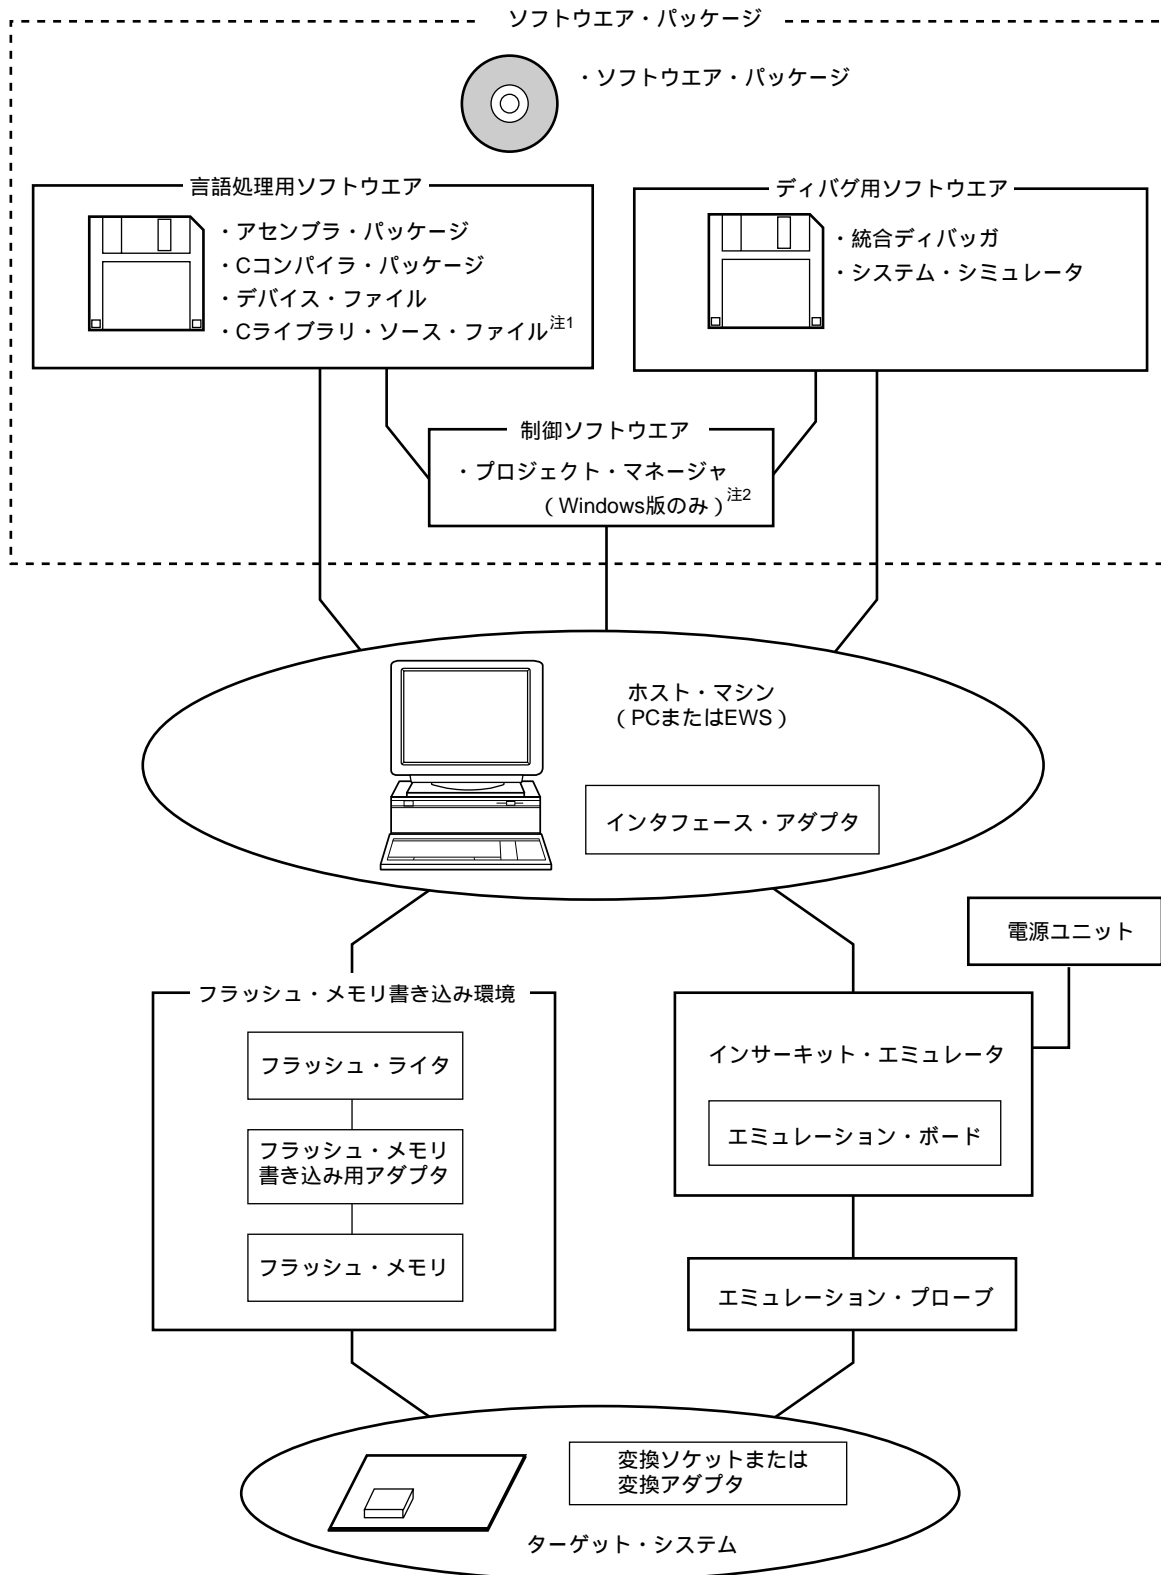 ソフトウエア・パッケージ
・ソフトウエア・パッケージ
言語処理用ソフトウエア
・アセンブラ・パッケージ
・Cコンパイラ・パッケージ
・デバイス・ファイル
・Cライブラリ・ソース・ファイル注1
ディバグ用ソフトウエア
・統合ディバッガ
・システム・シミュレータ
制御ソフトウエア
・プロジェクト・マネージャ
（Windows版のみ）注2
ホスト・マシン
（PCまたはEWS）
インタフェース・アダプタ
電源ユニット
フラッシュ・メモリ書き込み環境
フラッシュ・ライタ
フラッシュ・メモリ
書き込み用アダプタ
フラッシュ・メモリ
インサーキット・エミュレータ
エミュレーション・ボード
エミュレーション・プローブ
変換ソケットまたは
変換アダプタ
ターゲット・システム